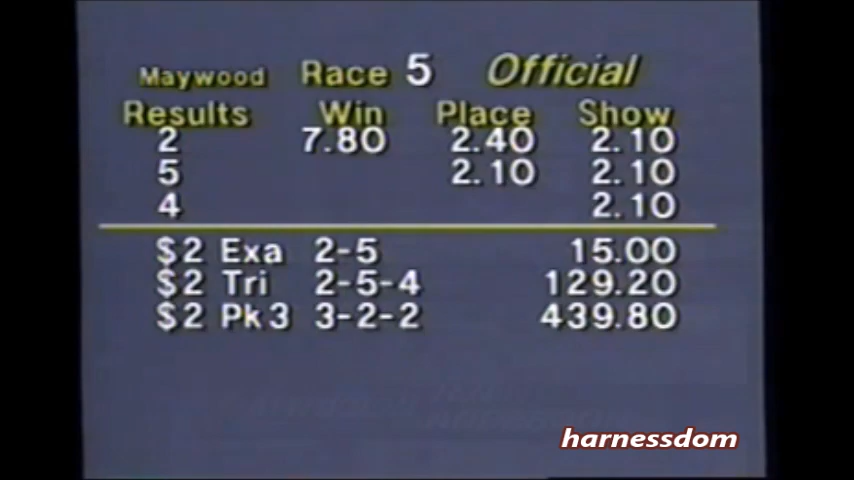 Maywood Race 5 Official
Results Win Place Show
2 7.80 2.40 2.10
5 2.10 2.10
4 2.10
$2 Exa 2-5 15.00
$2 Tri 2-5-4 129.20
$2 Pk3 3-2-2 439.80
harnessdom